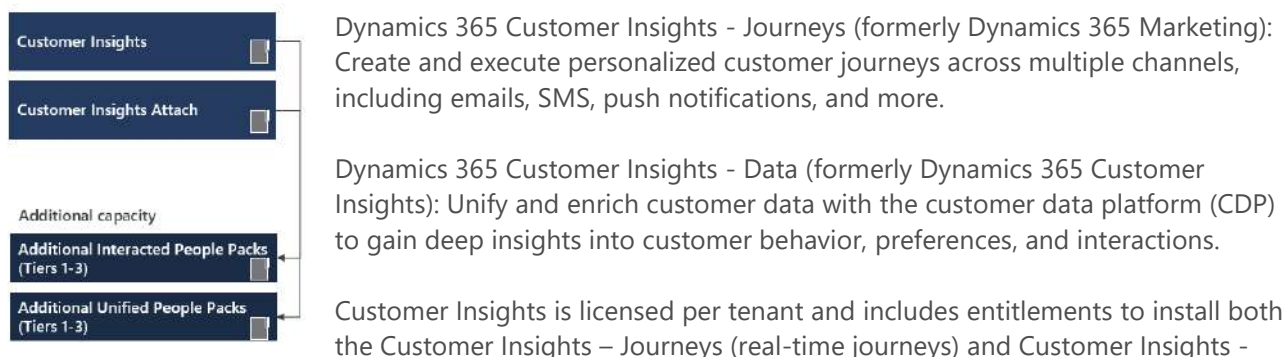 Customer Insights
Customer Insights Attach
Additional capacity
Additional Interacted People Packs
(Tiers 1-3)
Additional Unified People Packs
(Tiers 1-3)
Dynamics 365 Customer Insights - Journeys (formerly Dynamics 365 Marketing):
Create and execute personalized customer journeys across multiple channels,
including emails, SMS, push notifications, and more.
Dynamics 365 Customer Insights - Data (formerly Dynamics 365 Customer
Insights): Unify and enrich customer data with the customer data platform (CDP)
to gain deep insights into customer behavior, preferences, and interactions.
Customer Insights is licensed per tenant and includes entitlements to install both
the Customer Insights – Journeys (real-time journeys) and Customer Insights -